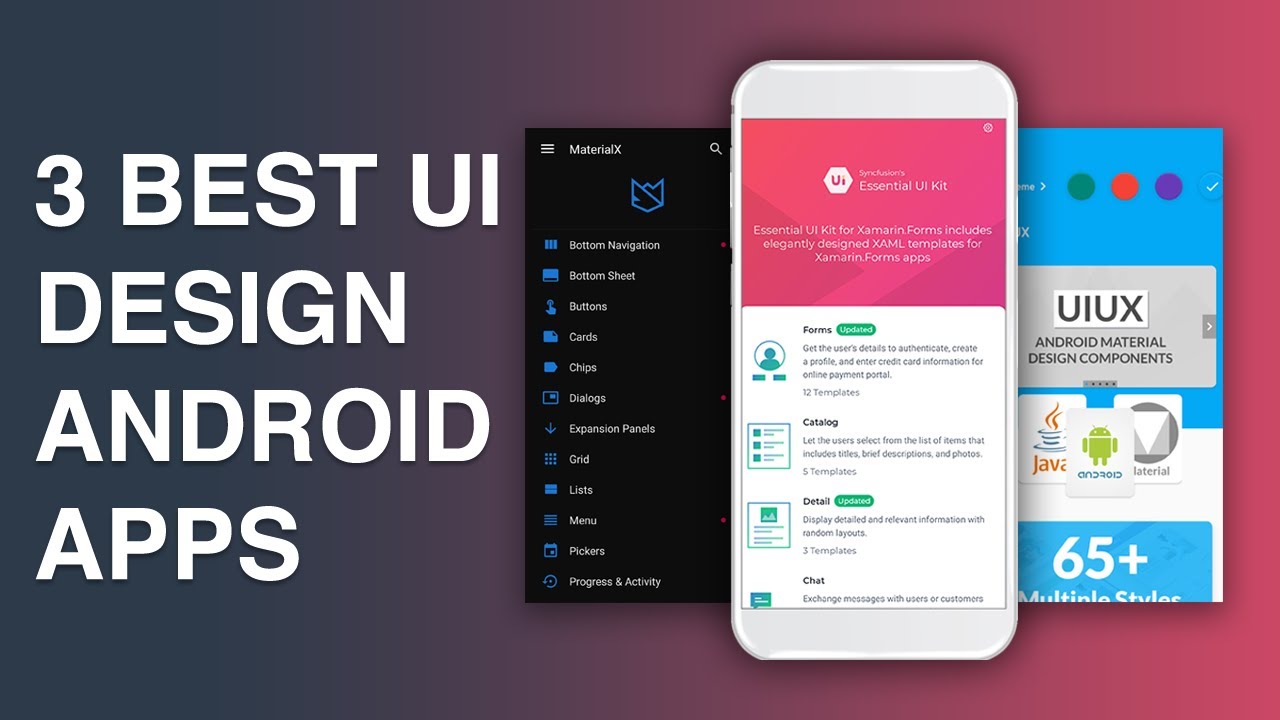 3 BEST UI
DESIGN
ANDROID
APPS
MaterialX
Bottom Navigation
Bottom Sheet
Buttons
Cards
Chips
Dialogs
Expansion Panels
Grid
Lists
Menu
Pickers
Progress & Activity
Ui
Syncfusion's
Essential UI Kit
Essential UI Kit for Xamarin.Forms includes
elegantly designed XAML templates for
Xamarin.Forms apps
Forms Updated
Get the user's details to authenticate, create
a profile, and enter credit card information for
online payment portal.
12 Templates
Catalog
Let the users select from the list of items that
includes titles, brief descriptions, and photos.
5 Templates
Detail Updated
Display detailed and relevant information with
random layouts.
3 Templates
Chat
Exchange messages with users or customers
eme
UX
UIUX
ANDROID MATERIAL
DESIGN COMPONENTS
Java
ANDROID
aterial
65+
Multiple Styles